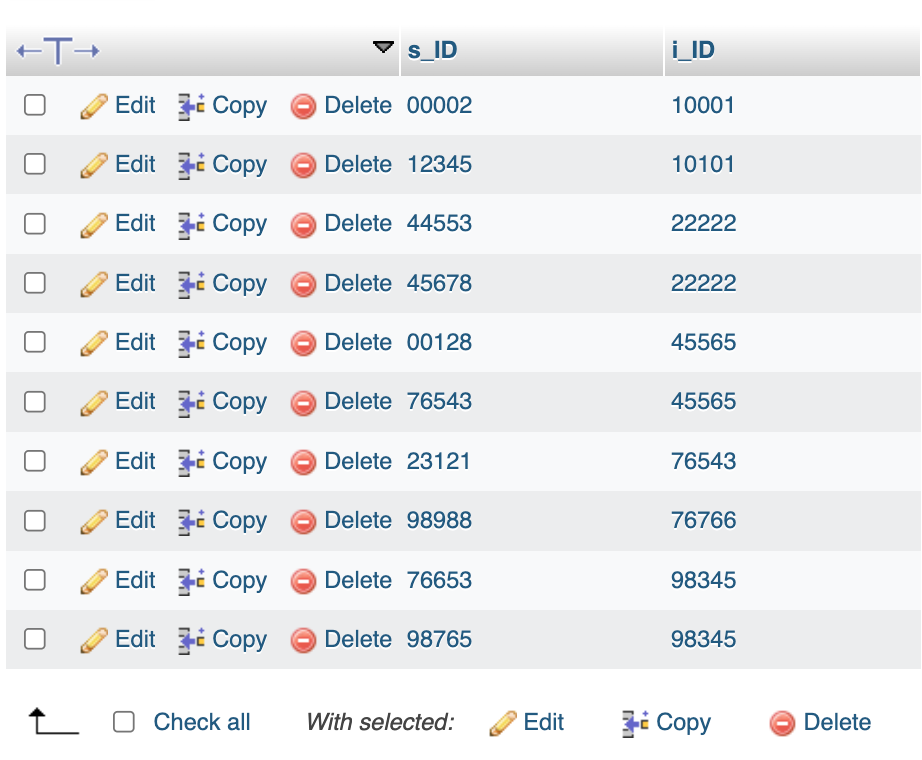 s_ID i_ID
Edit Copy Delete 00002 10001
Edit Copy Delete 12345 10101
Edit Copy Delete 44553 22222
Edit Copy Delete 45678 22222
Edit Copy Delete 00128 45565
Edit Copy Delete 76543 45565
Edit Copy Delete 23121 76543
Edit Copy Delete 98988 76766
Edit Copy Delete 76653 98345
Edit Copy Delete 98765 98345
Check all With selected: Edit Copy Delete